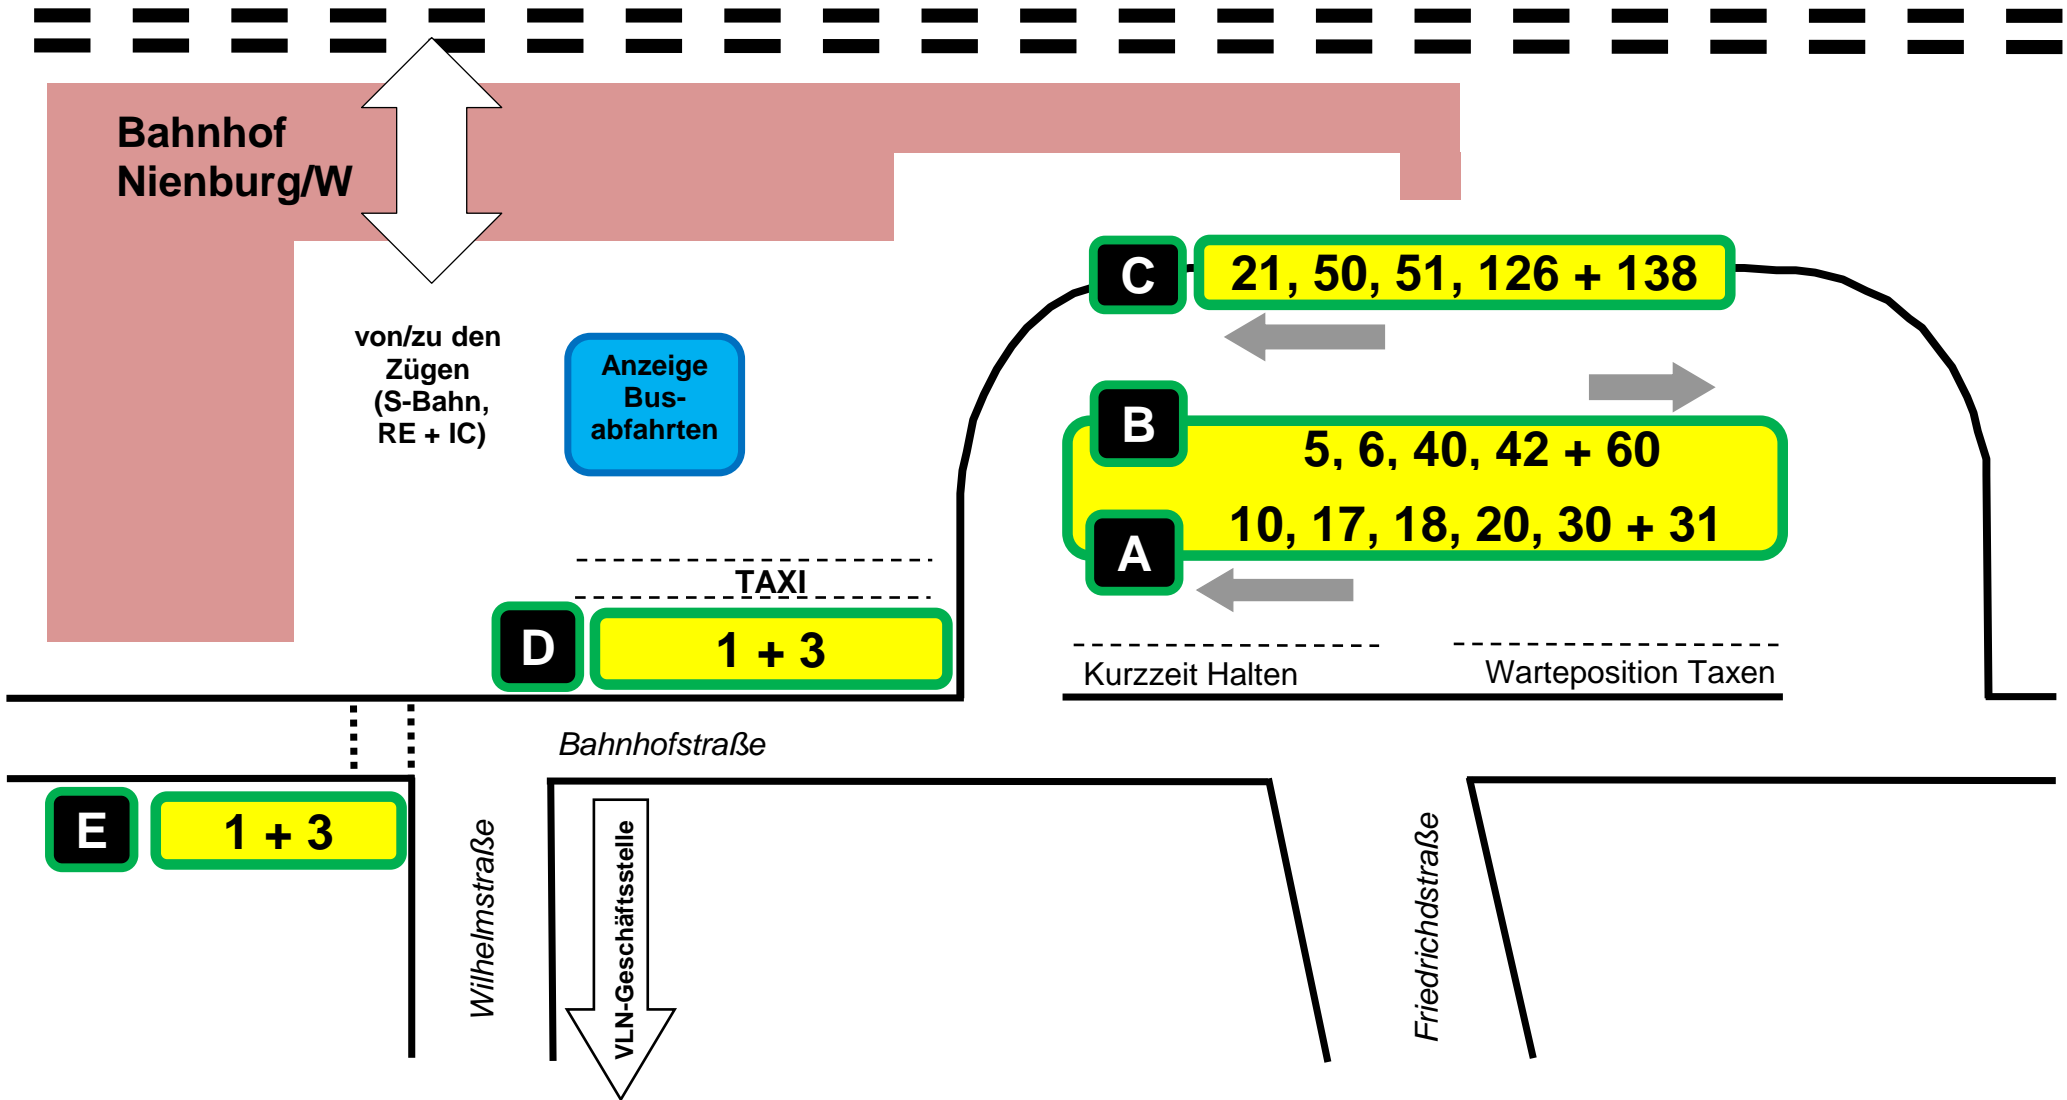 Bahnhof
Nienburg/W
von/zu den
Zügen
(S-Bahn,
RE + IC)
Anzeige
Bus-
abfahrten
C
21, 50, 51, 126 + 138
B
5, 6, 40, 42 + 60
A
10, 17, 18, 20, 30 + 31
TAXI
D
1 + 3
Kurzzeit Halten
Warteposition Taxen
Bahnhofstraße
E
1 + 3
Wilhelmstraße
VLN-Geschäftsstelle
Friedrichdstraße